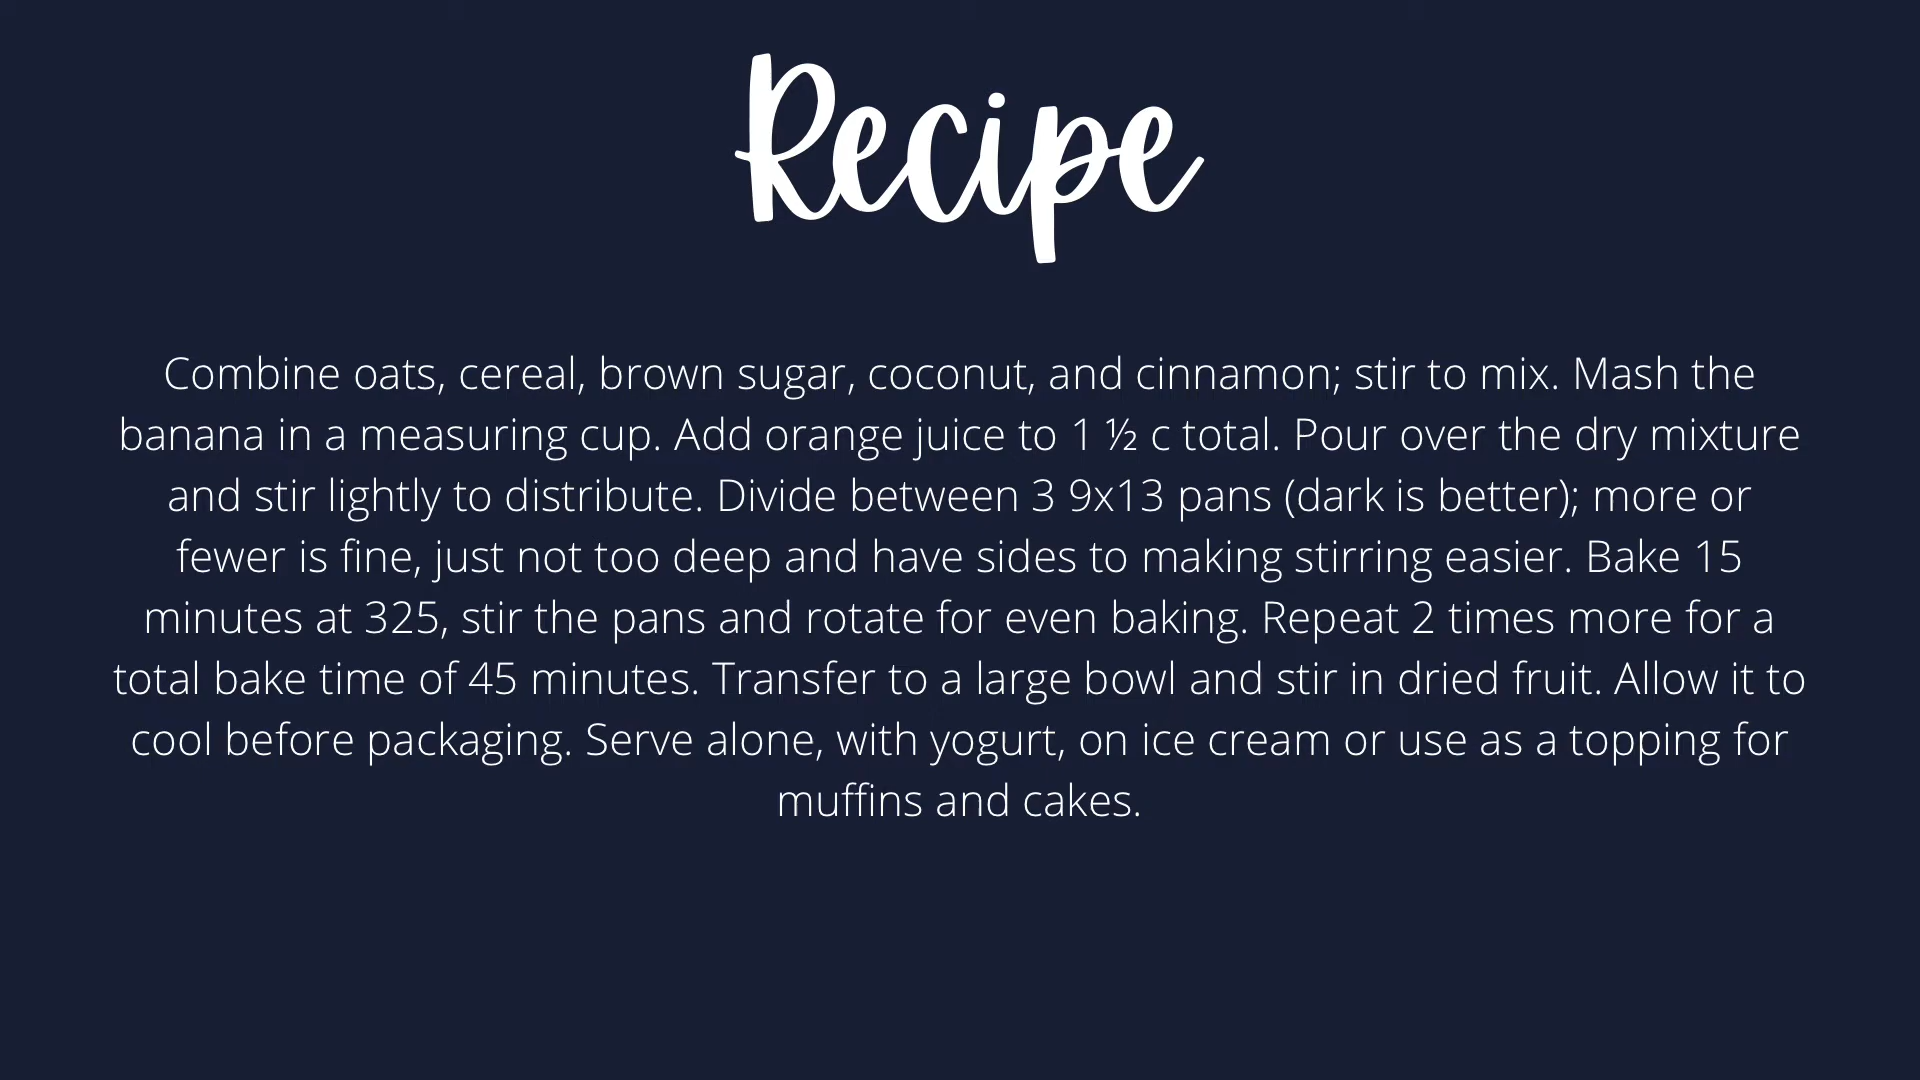 Recipe
Combine oats, cereal, brown sugar, coconut, and cinnamon; stir to mix. Mash the
banana in a measuring cup. Add orange juice to 1 ½ c total. Pour over the dry mixture
and stir lightly to distribute. Divide between 3 9x13 pans (dark is better); more or
fewer is fine, just not too deep and have sides to making stirring easier. Bake 15
minutes at 325, stir the pans and rotate for even baking. Repeat 2 times more for a
total bake time of 45 minutes. Transfer to a large bowl and stir in dried fruit. Allow it to
cool before packaging. Serve alone, with yogurt, on ice cream or use as a topping for
muffins and cakes.